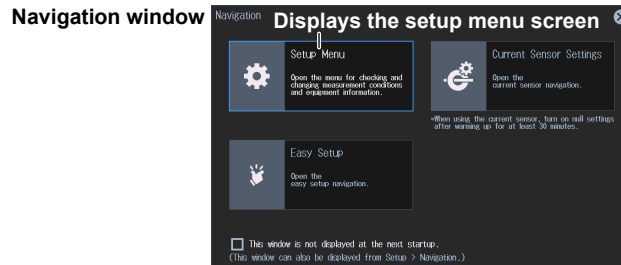 Navigation window
Navigation
Displays the setup menu screen
Setup Menu
Open the menu for checking and
changing measurement conditions
and equipment information.
Current Sensor Settings
Open the
current sensor navigation.
*When using the current sensor, turn on null settings
after warming up for at least 30 minutes.
Easy Setup
Open the
easy setup navigation.
This window is not displayed at the next startup.
(This window can also be displayed from Setup > Navigation.)